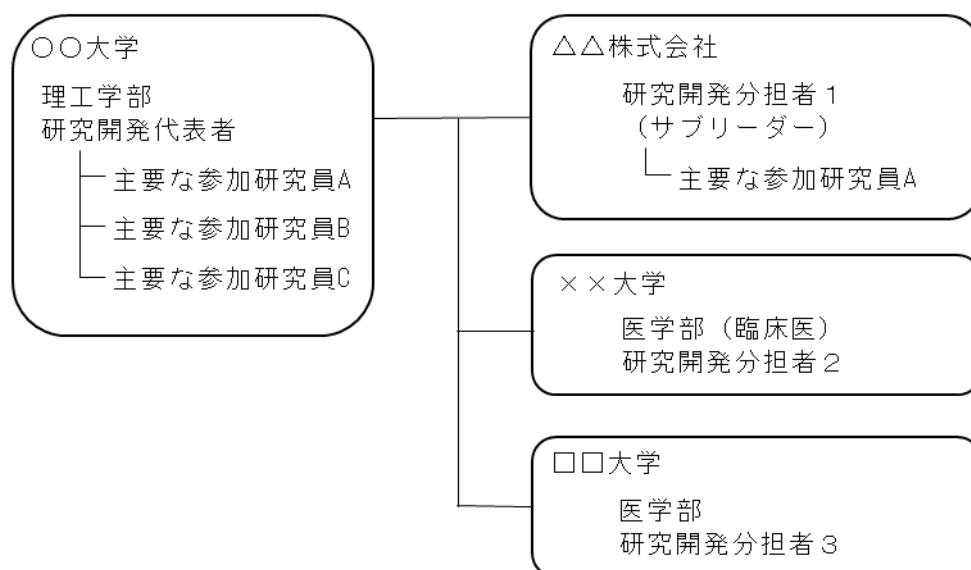 ○○大学
理工学部
研究開発代表者
主要な参加研究員A
主要な参加研究員B
主要な参加研究員C
△△株式会社
研究開発分担者１
（サブリーダー）
主要な参加研究員A
××大学
医学部（臨床医）
研究開発分担者２
□□大学
医学部
研究開発分担者３